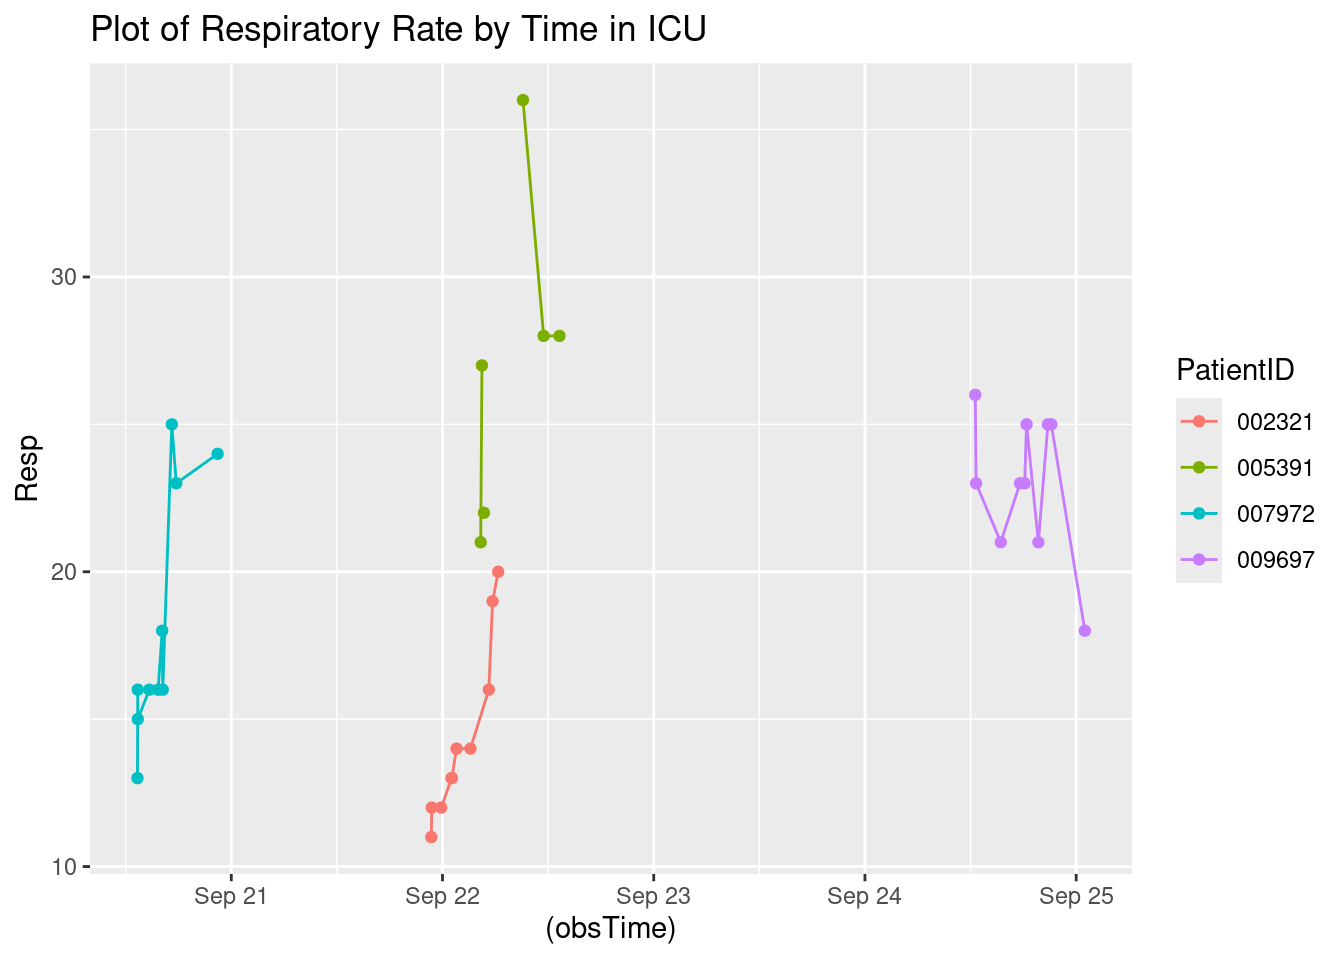 Plot of Respiratory Rate by Time in ICU
Resp
30
20
10
Sep 21 Sep 22 Sep 23 Sep 24 Sep 25
(obsTime)
PatientID
002321
005391
007972
009697